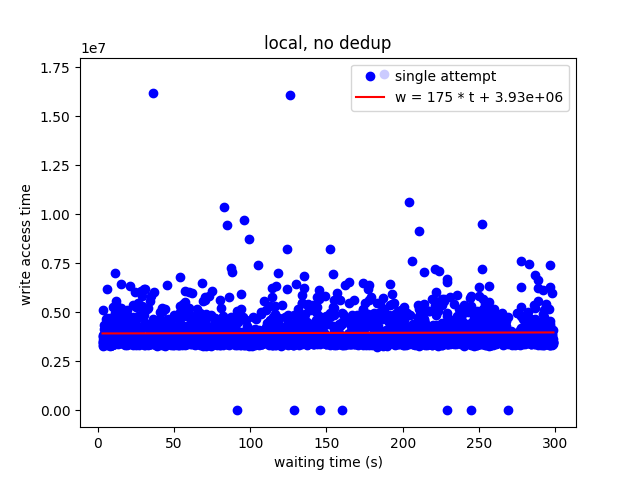 local, no dedup
1e7
single attempt
w = 175 * t + 3.93e+06
write access time
1.75
1.50
1.25
1.00
0.75
0.50
0.25
0.00
0 50 100 150 200 250 300
waiting time (s)